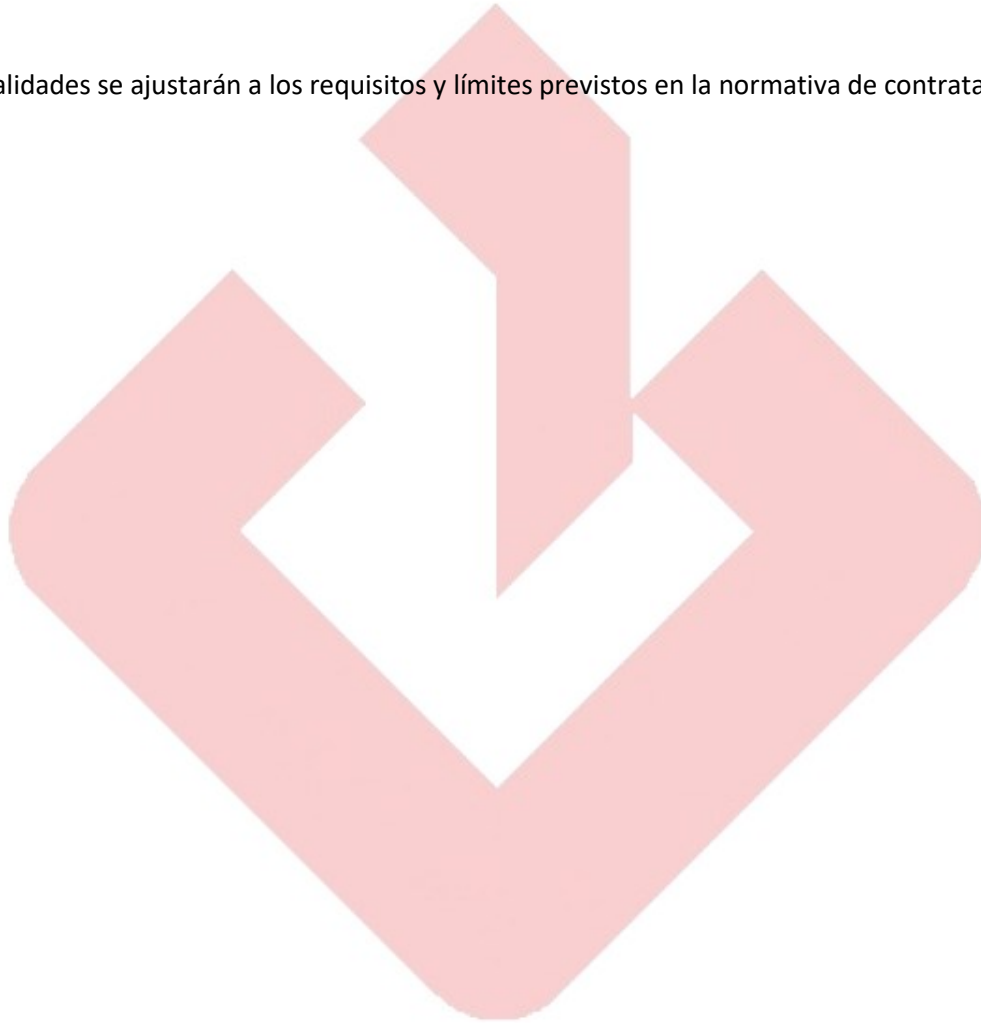 alidades se ajustarán a los requisitos y límites previstos en la normativa de contrata